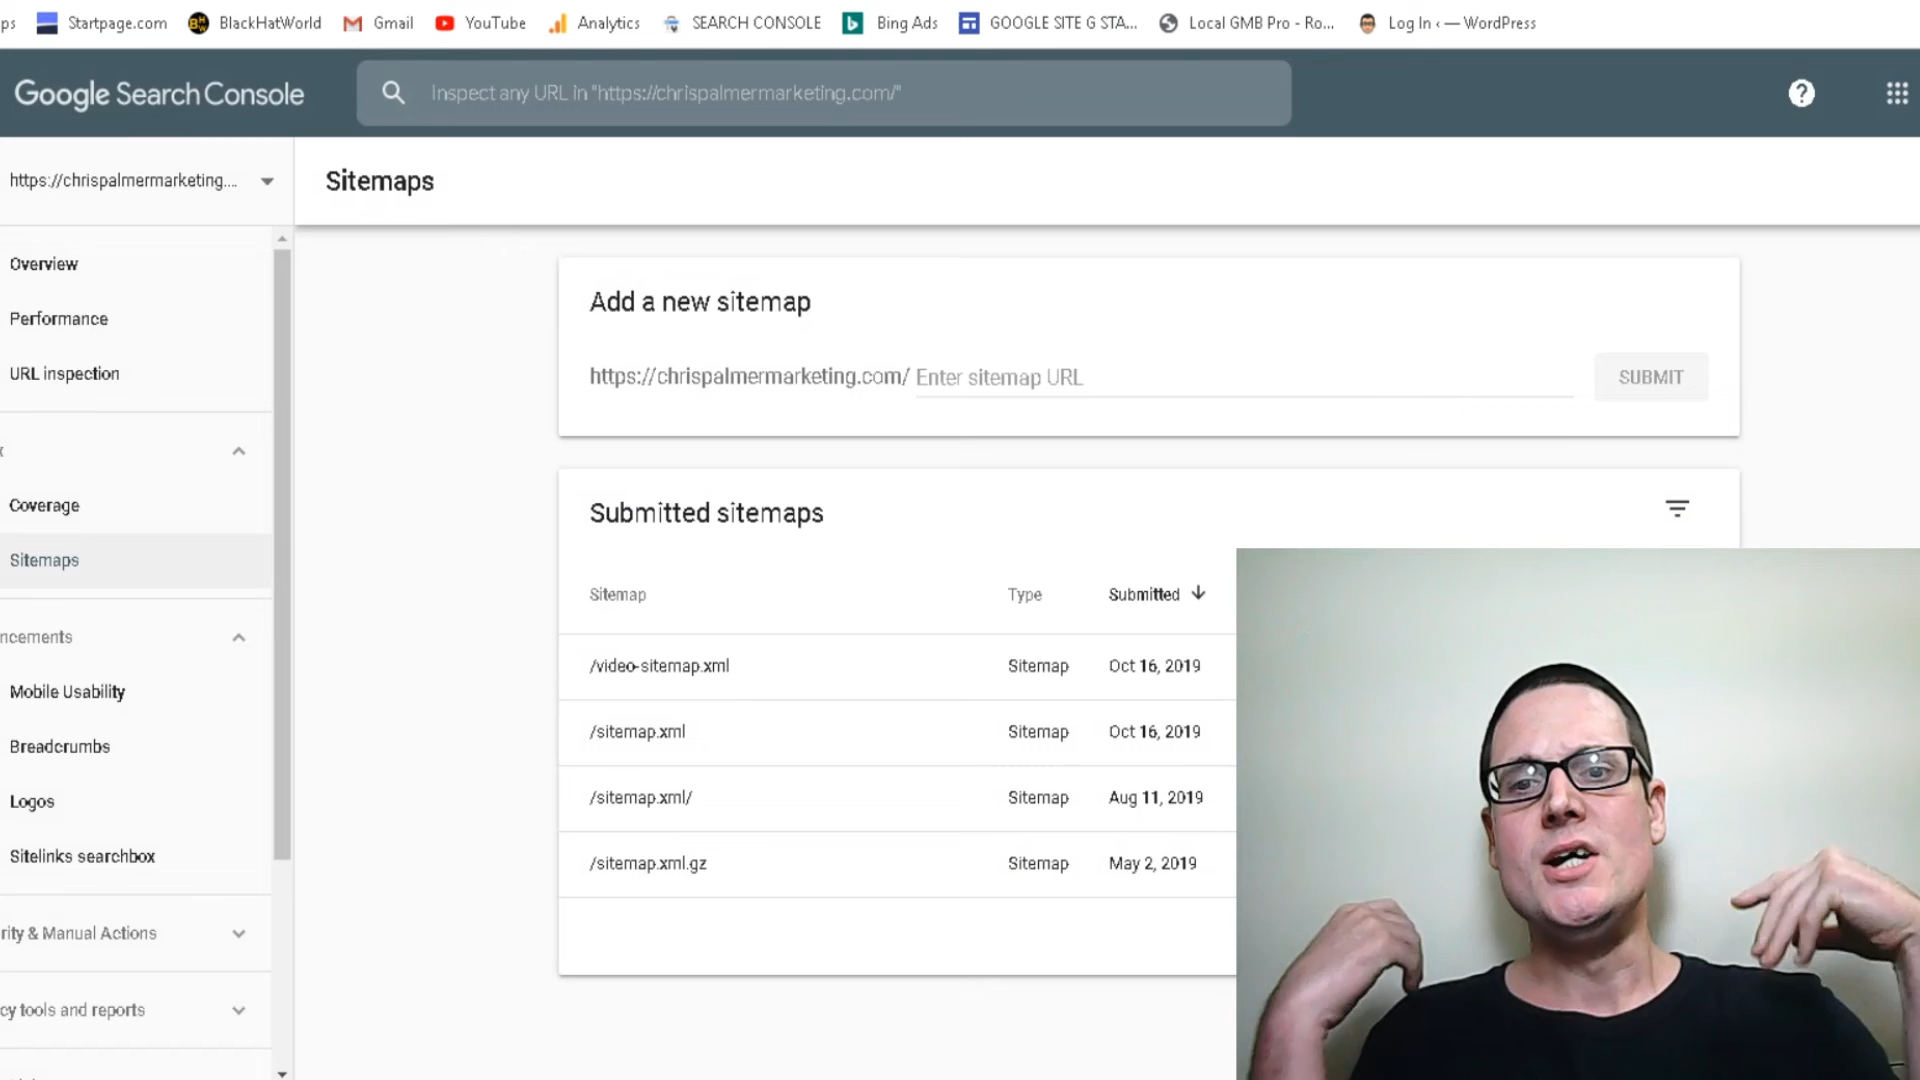 ps Startpage.com BlackHatWorld Gmail YouTube Analytics SEARCH CONSOLE Bing Ads GOOGLE SITE G STA... Local GMB Pro - Ro... Log In ‹ — WordPress
Google Search Console
Inspect any URL in "https://chrispalmermarketing.com/"
https://chrispalmermarketing....
Sitemaps
Overview
Performance
URL inspection
Coverage
Sitemaps
ncements
Mobile Usability
Breadcrumbs
Logos
Sitelinks searchbox
rity & Manual Actions
cy tools and reports
Add a new sitemap
https://chrispalmermarketing.com/ Enter sitemap URL
SUBMIT
Submitted sitemaps
Sitemap Type Submitted
/video-sitemap.xml Sitemap Oct 16, 2019
/sitemap.xml Sitemap Oct 16, 2019
/sitemap.xml/ Sitemap Aug 11, 2019
/sitemap.xml.gz Sitemap May 2, 2019